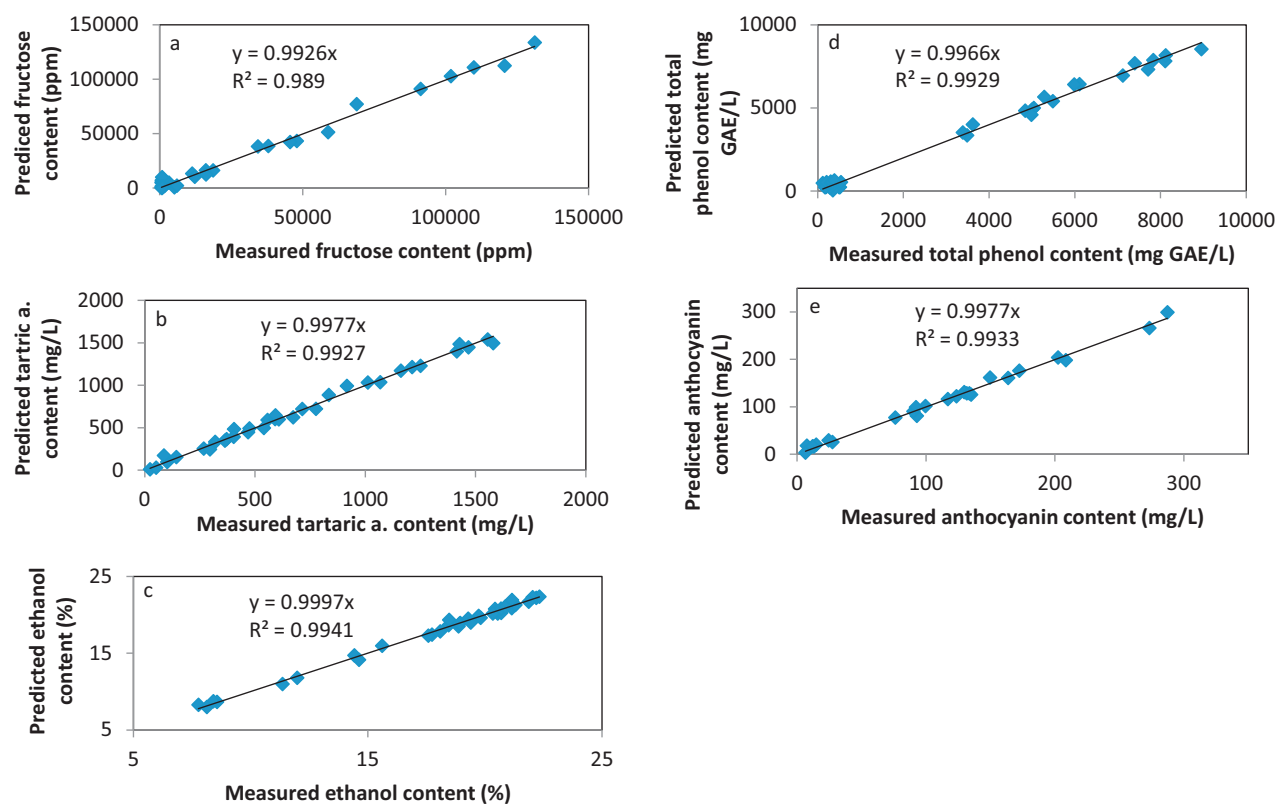 Prediced fructose
content (ppm)
150000
100000
50000
0
a
y = 0.9926x
R² = 0.989
0
50000
100000
150000
Measured fructose content (ppm)
Predicted tartric a.
content (mg/L)
2000
1500
1000
500
0
b
y = 0.9977x
R² = 0.9927
0
500
1000
1500
2000
Measured tartaric a. content (mg/L)
Predicted ethanol
content (%)
25
15
5
c
y = 0.9997x
R² = 0.9941
5
15
25
Measured ethanol content (%)
Predicted total
phenol content (mg
GAE/L)
10000
5000
0
d
y = 0.9966x
R² = 0.9929
0
2000
4000
6000
8000
10000
Measured total phenol content (mg GAE/L)
Predicted anthocyanin
content (mg/L)
300
200
100
0
e
y = 0.9977x
R² = 0.9933
0
100
200
300
Measured anthocyanin content (mg/L)